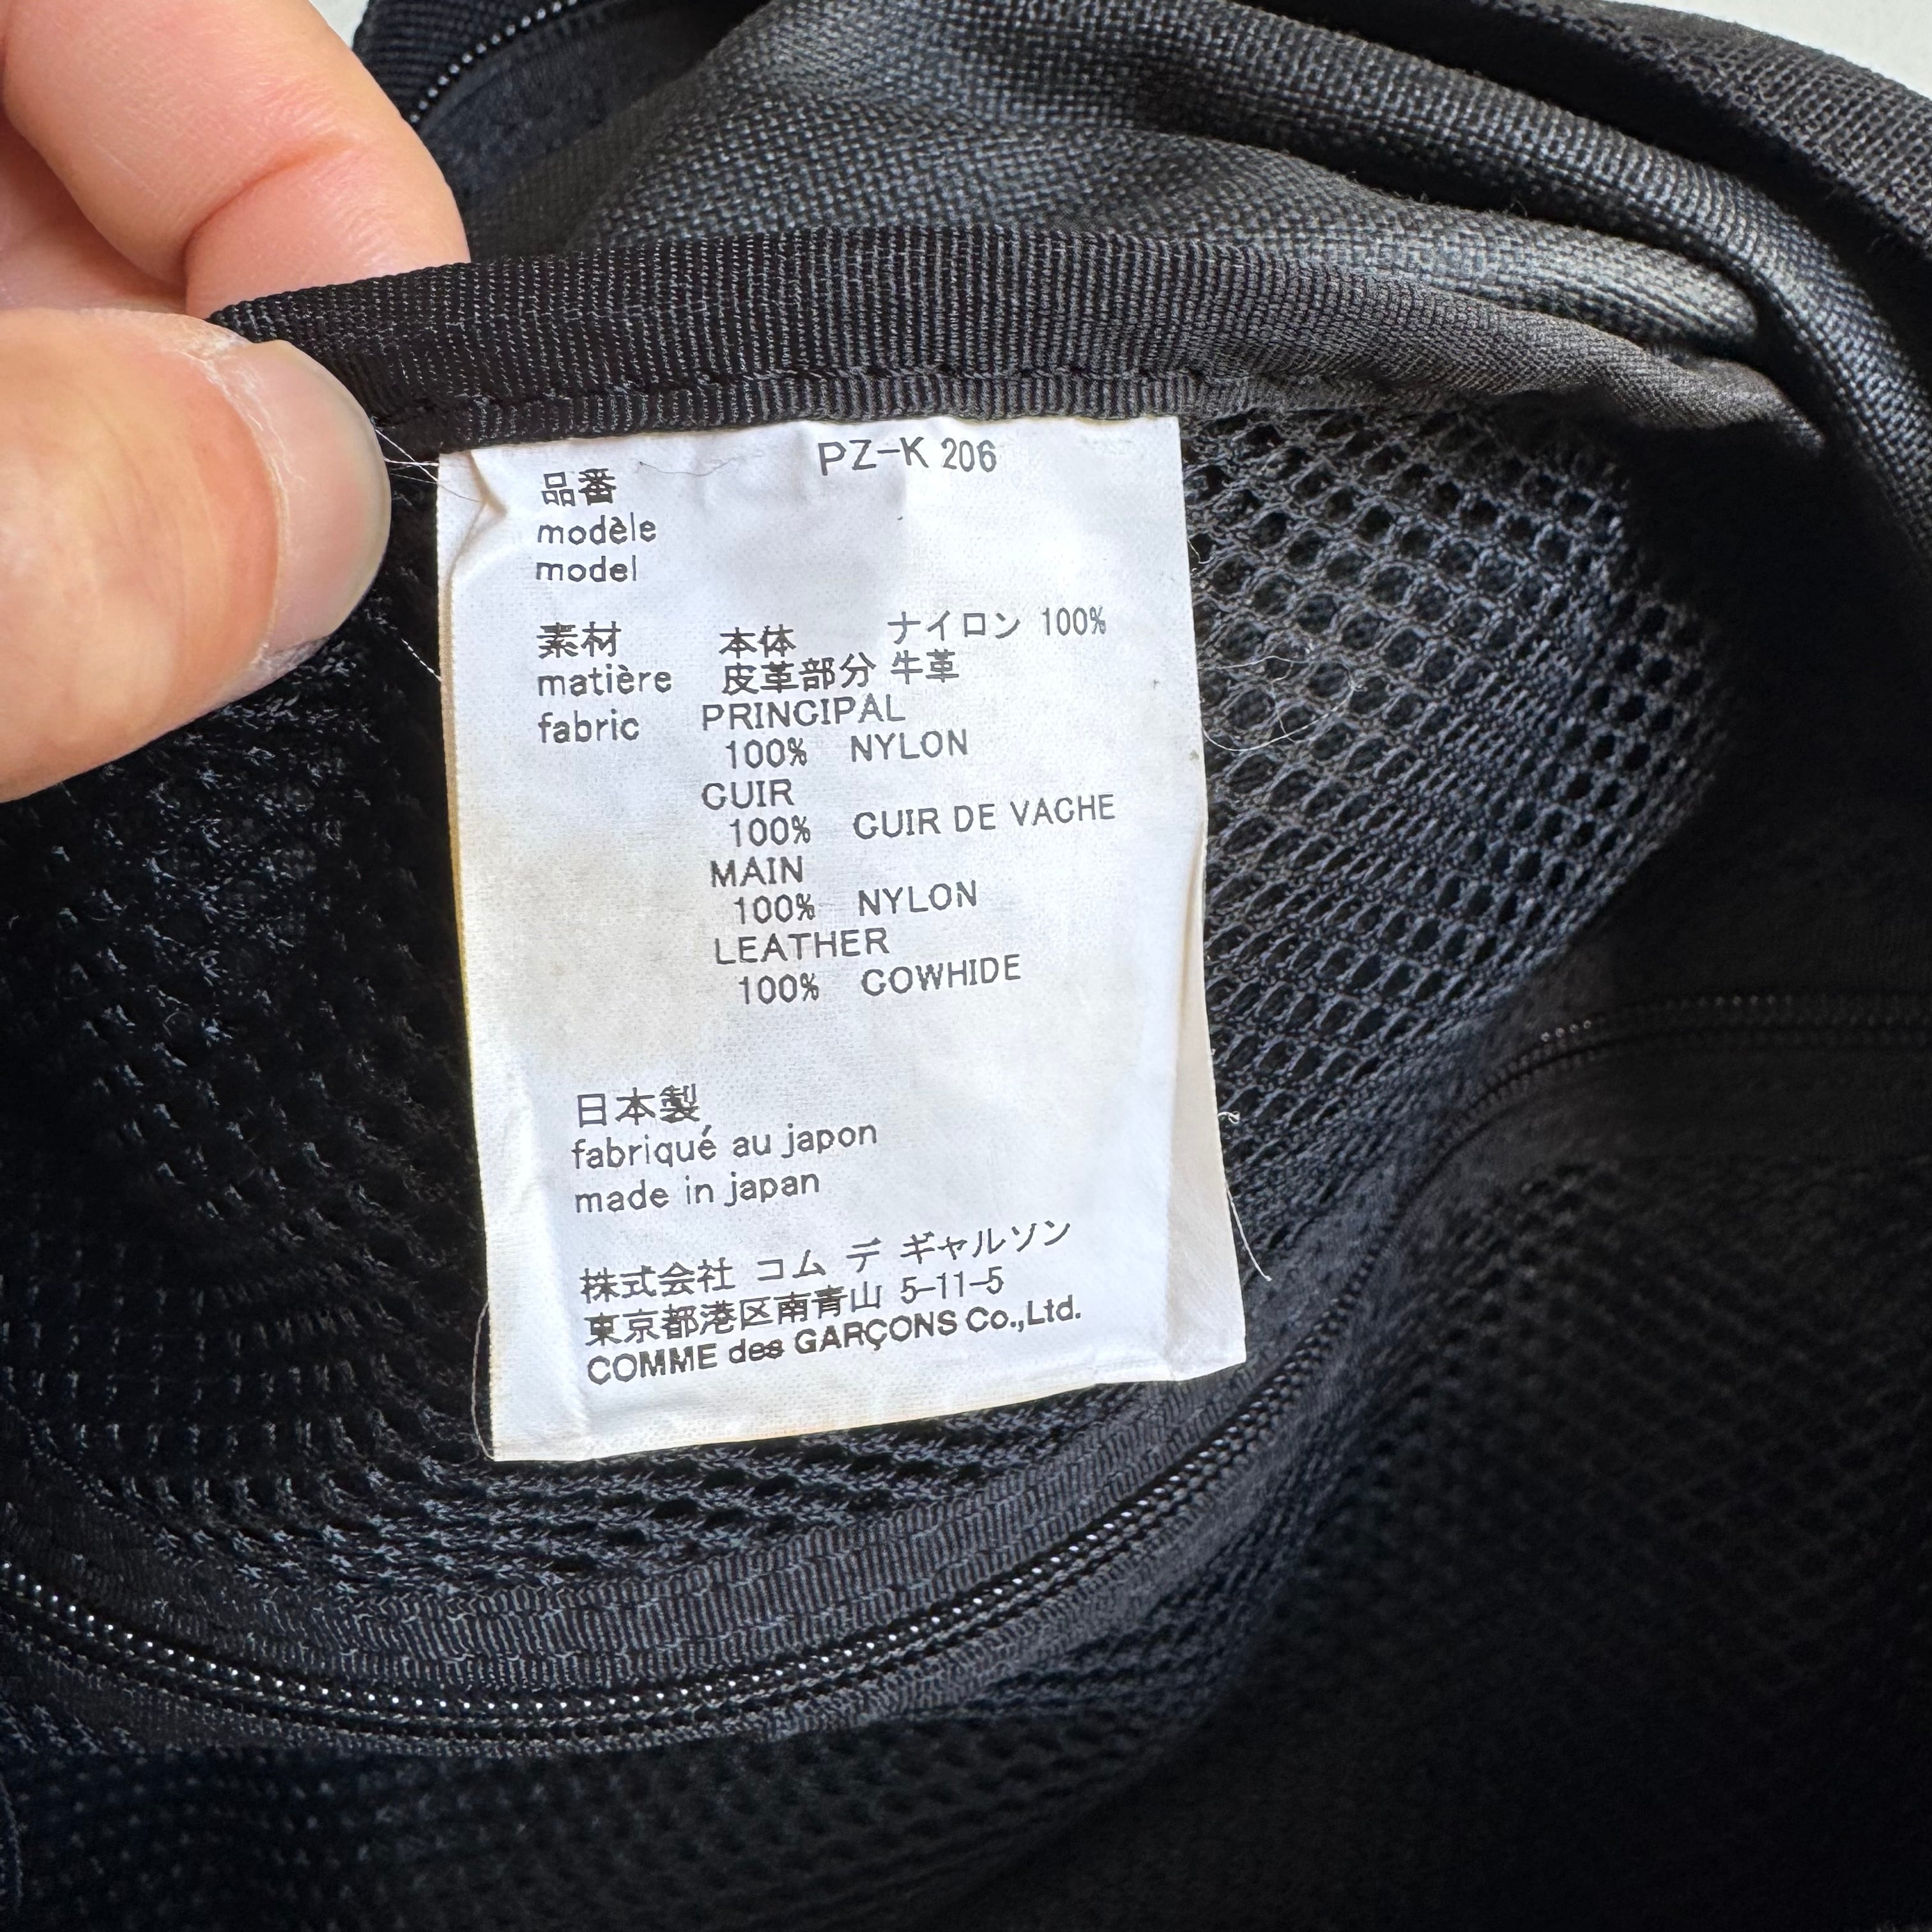 PZ-K 206
品番
modèle
model
素材 本体 ナイロン 100%
matière 皮革部分 牛革
fabric PRINCIPAL
100% NYLON
CUIR
100% CUIR DE VACHE
MAIN
100% NYLON
LEATHER
100% COWHIDE
日本製
fabriqué au japon
made in japan
株式会社 コム デ ギャルソン
東京都港区南青山 5-11-5
COMME des GARÇONS Co.,Ltd.